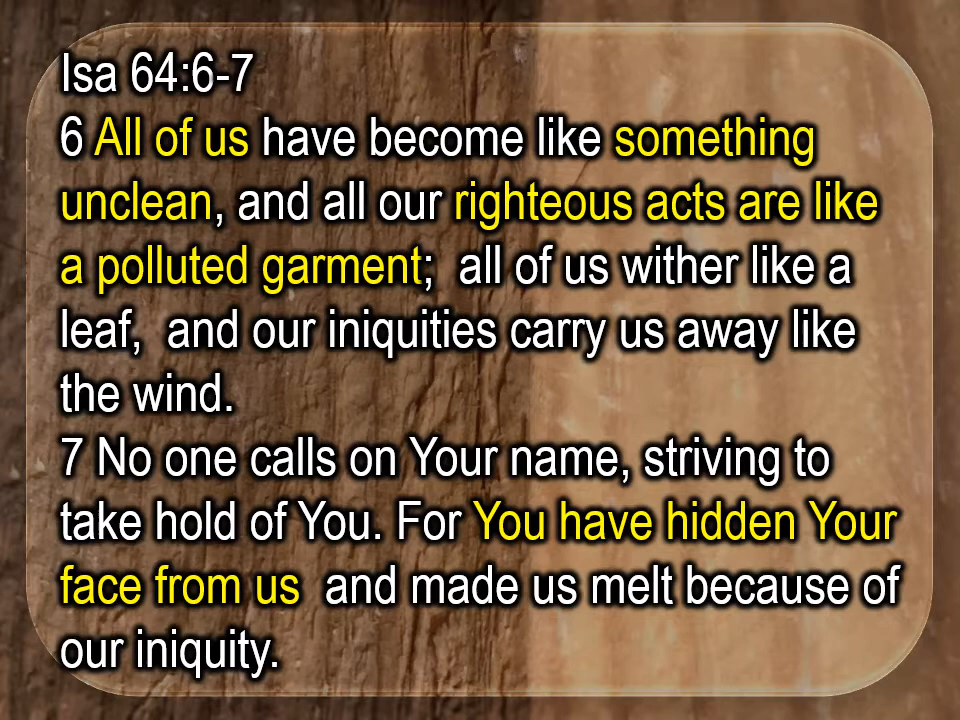 Isa 64:6-7
6 All of us have become like something
unclean, and all our righteous acts are like
a polluted garment;  all of us wither like a
leaf,  and our iniquities carry us away like
the wind.
7 No one calls on Your name, striving to
take hold of You. For You have hidden Your
face from us  and made us melt because of
our iniquity.